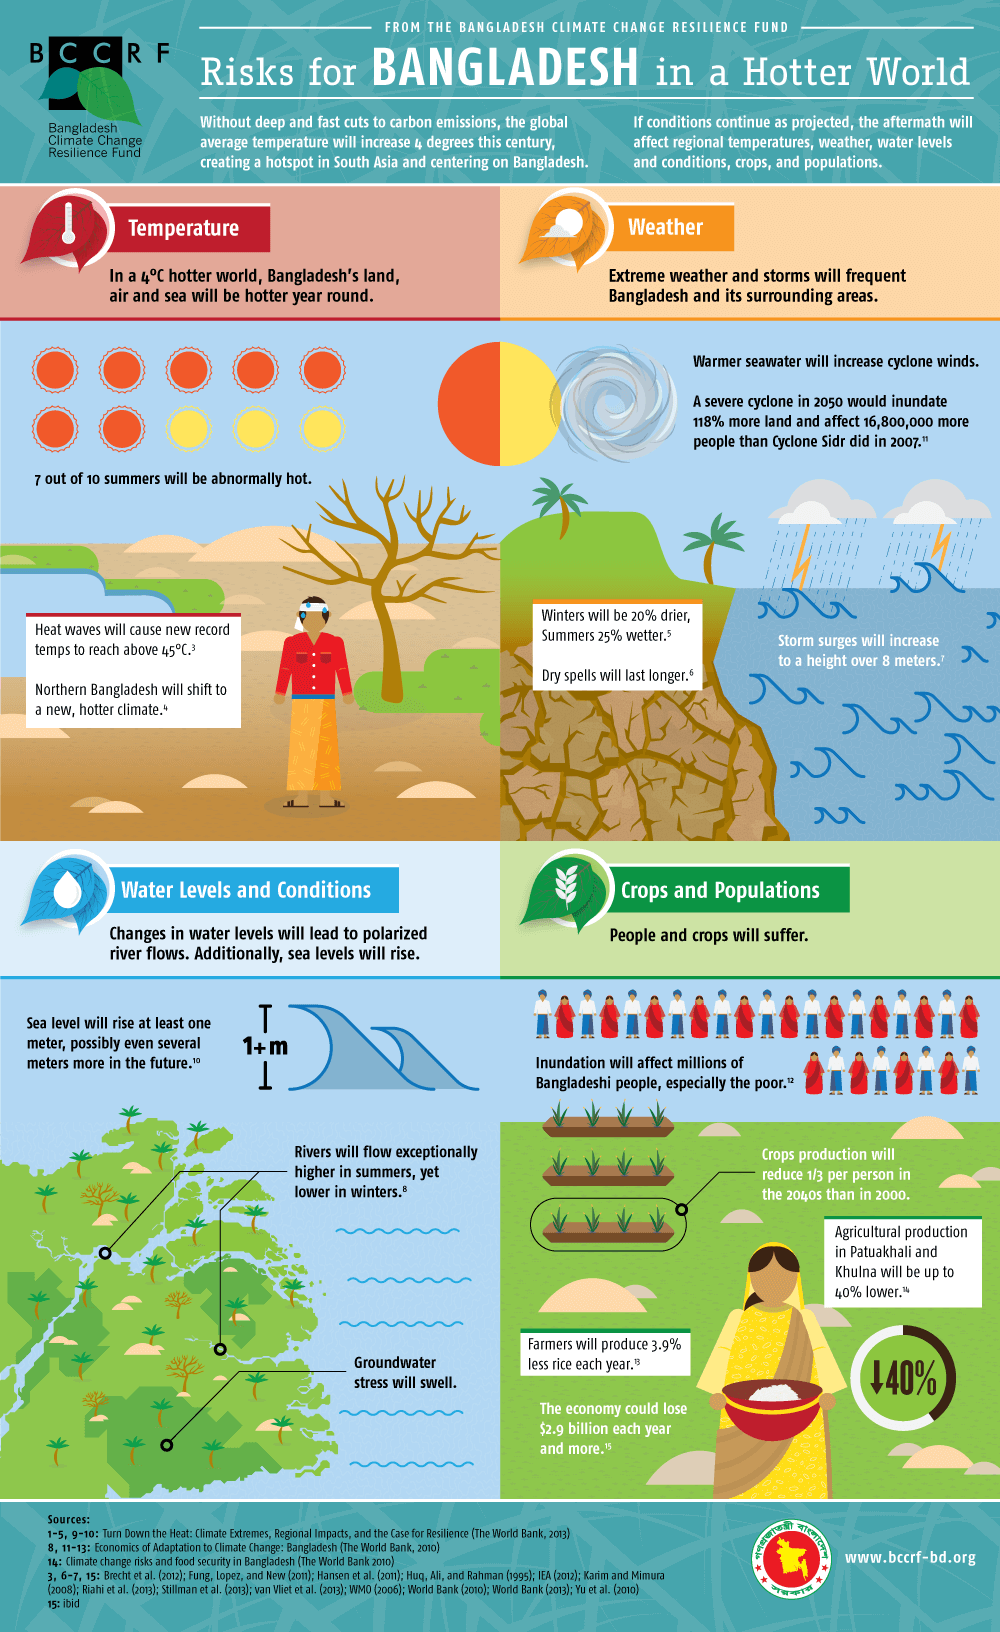 FROM THE BANGLADESH CLIMATE CHANGE RESILIENCE FUND
BCCRF
Bangladesh
Climate Change
Resilience Fund
Risks for BANGLADESH in a Hotter World
Without deep and fast cuts to carbon emissions, the global
average temperature will increase 4 degrees this century,
creating a hotspot in South Asia and centering on Bangladesh.
If conditions continue as projected, the aftermath will
affect regional temperatures, weather, water levels
and conditions, crops, and populations.
Temperature
In a 4ºC hotter world, Bangladesh's land,
air and sea will be hotter year round.
7 out of 10 summers will be abnormally hot.
Heat waves will cause new record
temps to reach above 45ºC.³
Northern Bangladesh will shift to
a new, hotter climate.⁴
Weather
Extreme weather and storms will frequent
Bangladesh and its surrounding areas.
Warmer seawater will increase cyclone winds.
A severe cyclone in 2050 would inundate
118% more land and affect 16,800,000 more
people than Cyclone Sidr did in 2007.¹¹
Winters will be 20% drier,
Summers 25% wetter.⁵
Dry spells will last longer.⁶
Storm surges will increase
to a height over 8 meters.⁷
Water Levels and Conditions
Changes in water levels will lead to polarized
river flows. Additionally, sea levels will rise.
Sea level will rise at least one
meter, possibly even several
meters more in the future.¹⁰
1+m
Rivers will flow exceptionally
higher in summers, yet
lower in winters.⁸
Groundwater
stress will swell.
Crops and Populations
People and crops will suffer.
Inundation will affect millions of
Bangladeshi people, especially the poor.¹²
Crops production will
reduce 1/3 per person in
the 2040s than in 2000.
Agricultural production
in Patuakhali and
Khulna will be up to
40% lower.¹⁴
Farmers will produce 3.9%
less rice each year.¹³
↓40%
The economy could lose
$2.9 billion each year
and more.¹⁵
Sources:
1-5, 9-10: Turn Down the Heat: Climate Extremes, Regional Impacts, and the Case for Resilience (The World Bank, 2013)
8, 11-13: Economics of Adaptation to Climate Change: Bangladesh (The World Bank, 2010)
14: Climate change risks and food security in Bangladesh (The World Bank 2010)
3, 6-7, 15: Brecht et al. (2012); Fung, Lopez, and New (2011); Hansen et al. (2011); Huq, Ali, and Rahman (1995); IEA (2012); Karim and Mimura
(2008); Riahi et al. (2013); Stillman et al. (2013); van Vliet et al. (2013); WMO (2006); World Bank (2010); World Bank (2013); Yu et al. (2010)
15: ibid
গণপ্রজাতন্ত্রী বাংলাদেশ
সরকার
www.bccrf-bd.org